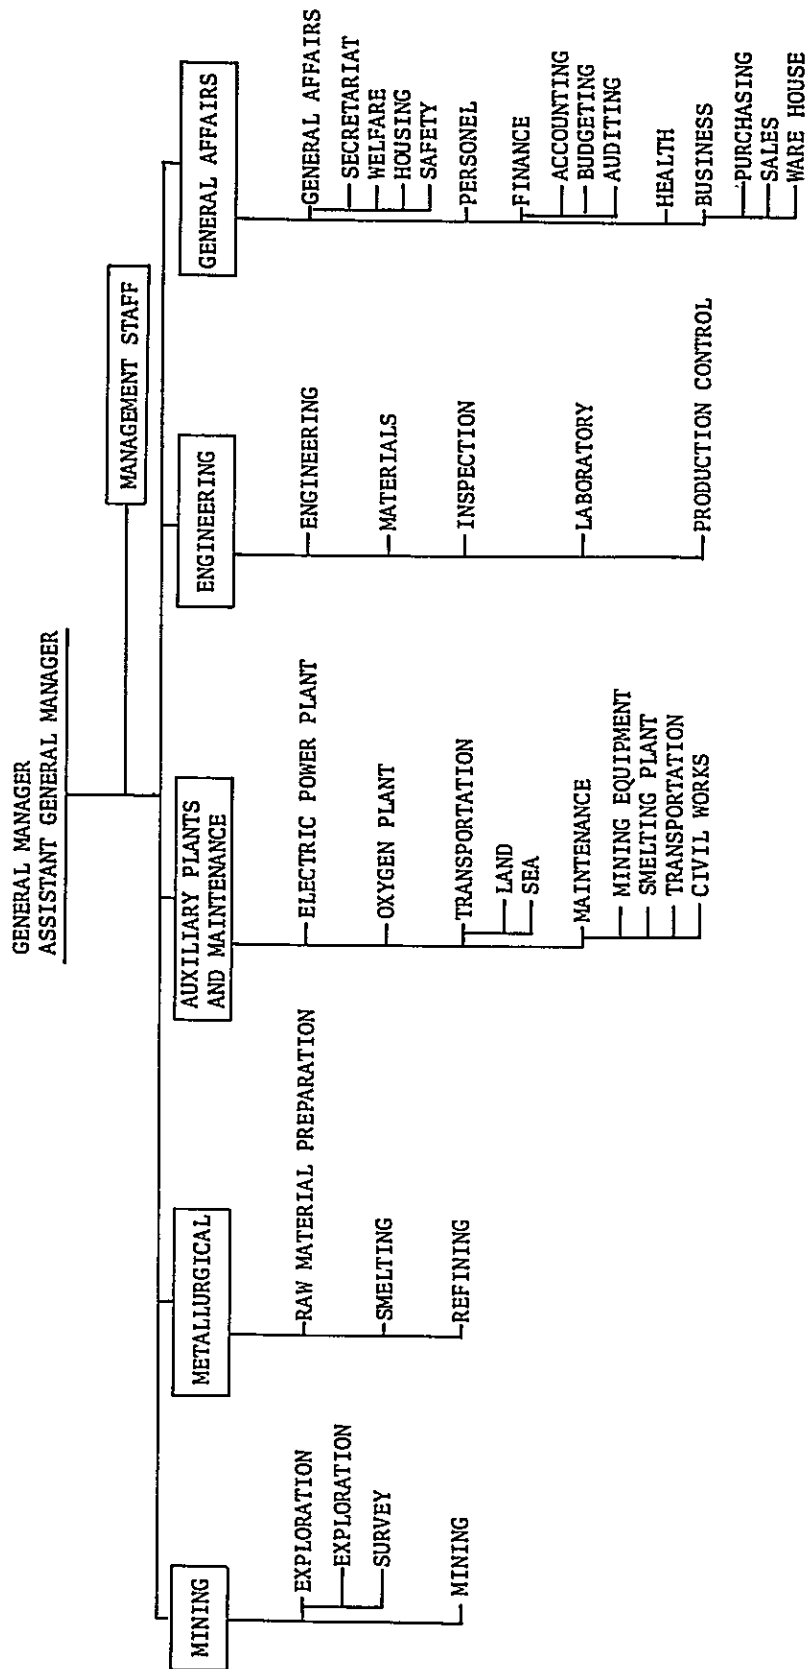 GENERAL MANAGER
ASSISTANT GENERAL MANAGER
MANAGEMENT STAFF
MINING
EXPLORATION
EXPLORATION
SURVEY
MINING
METALLURGICAL
RAW MATERIAL PREPARATION
SMELTING
REFINING
AUXILIARY PLANTS
AND MAINTENANCE
ELECTRIC POWER PLANT
OXYGEN PLANT
TRANSPORTATION
LAND
SEA
MAINTENANCE
MINING EQUIPMENT
SMELTING PLANT
TRANSPORTATION
CIVIL WORKS
ENGINEERING
ENGINEERING
MATERIALS
INSPECTION
LABORATORY
PRODUCTION CONTROL
GENERAL AFFAIRS
GENERAL AFFAIRS
SECRETARIAT
WELFARE
HOUSING
SAFETY
PERSONEL
FINANCE
ACCOUNTING
BUDGETING
AUDITING
HEALTH
BUSINESS
PURCHASING
SALES
WARE HOUSE